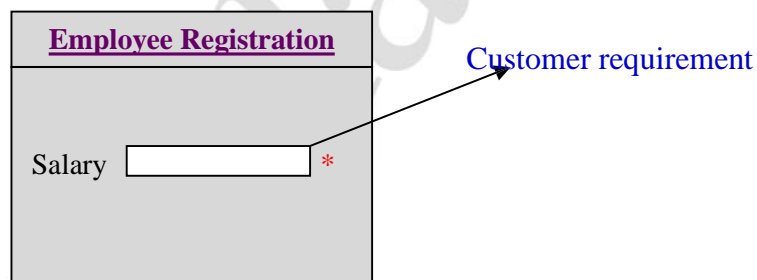 Employee Registration
Customer requirement
Salary *